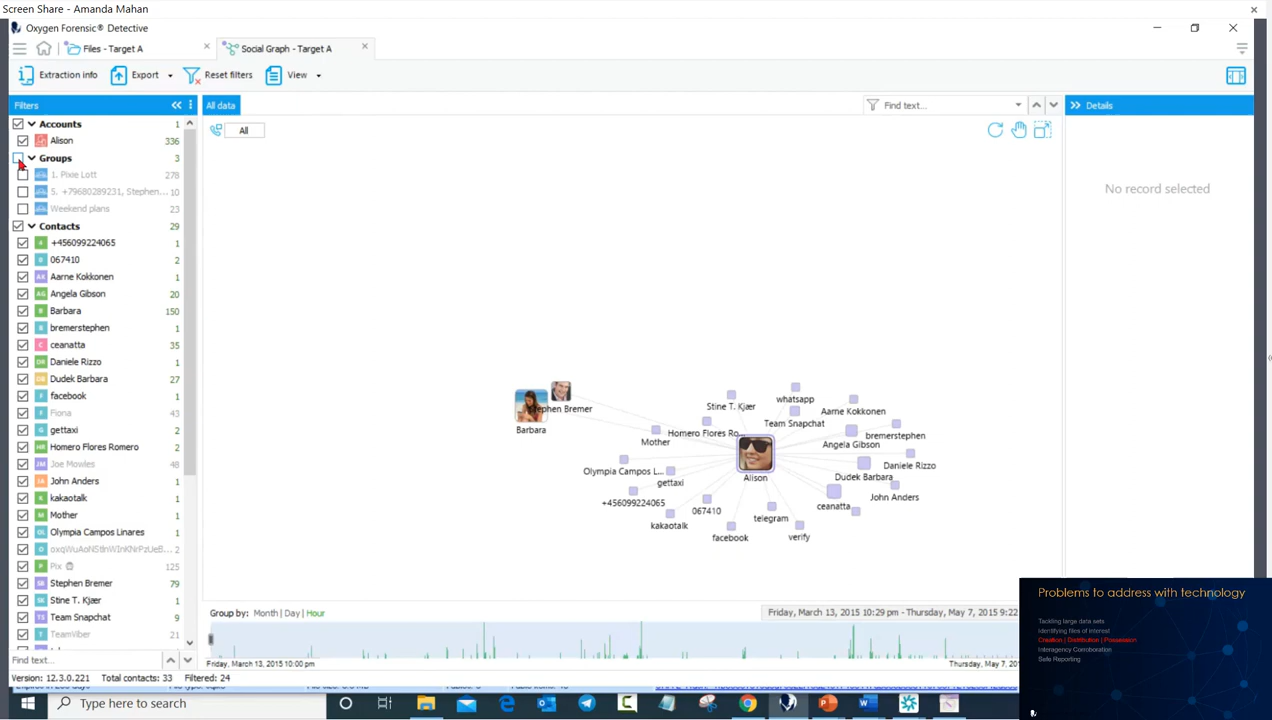 Screen Share - Amanda Mahan
Oxygen Forensic® Detective
Files - Target A
Social Graph - Target A
Extraction info
Export
Reset filters
View
Filters
All data
Find text...
Details
Accounts 1
Alison 336
Groups 3
1. Pixie Lott 278
5. +79680289231, Stephen... 10
Weekend plans 23
Contacts 29
+456099224065 1
067410 2
Aarne Kokkonen 1
Angela Gibson 20
Barbara 150
bremerstephen 1
ceanatta 35
Daniele Rizzo 1
Dudek Barbara 27
facebook 1
Fiona 43
gettaxi 2
Homero Flores Romero 2
Joe Mowles 48
John Anders 1
kakaotalk 1
Mother 1
Olympia Campos Linares 2
Pix 125
Stephen Bremer 79
Stine T. Kjær 1
Team Snapchat 1
TeamViber 21
Find text...
Version: 12.3.0.221 Total contacts: 33 Filtered: 24
All
No record selected
Stephen Bremer
Barbara
Stine T. Kjær
whatsapp
Aarne Kokkonen
Team Snapchat
Homero Flores Ro...
bremerstephen
Mother
Angela Gibson
Daniele Rizzo
Olympia Campos L...
Alison
Dudek Barbara
gettaxi
John Anders
+456099224065
067410
ceanatta
kakaotalk
telegram
facebook
verify
Group by: Month | Day | Hour
Friday, March 13, 2015 10:29 pm - Thursday, May 7, 2015 9:22
Friday, March 13, 2015 10:00 pm
Thursday, May 7, 201
Problems to address with technology
Tackling large data sets
Identifying files of interest
Creation | Distribution | Possession
Interagency Corroboration
Safe Reporting
Type here to search